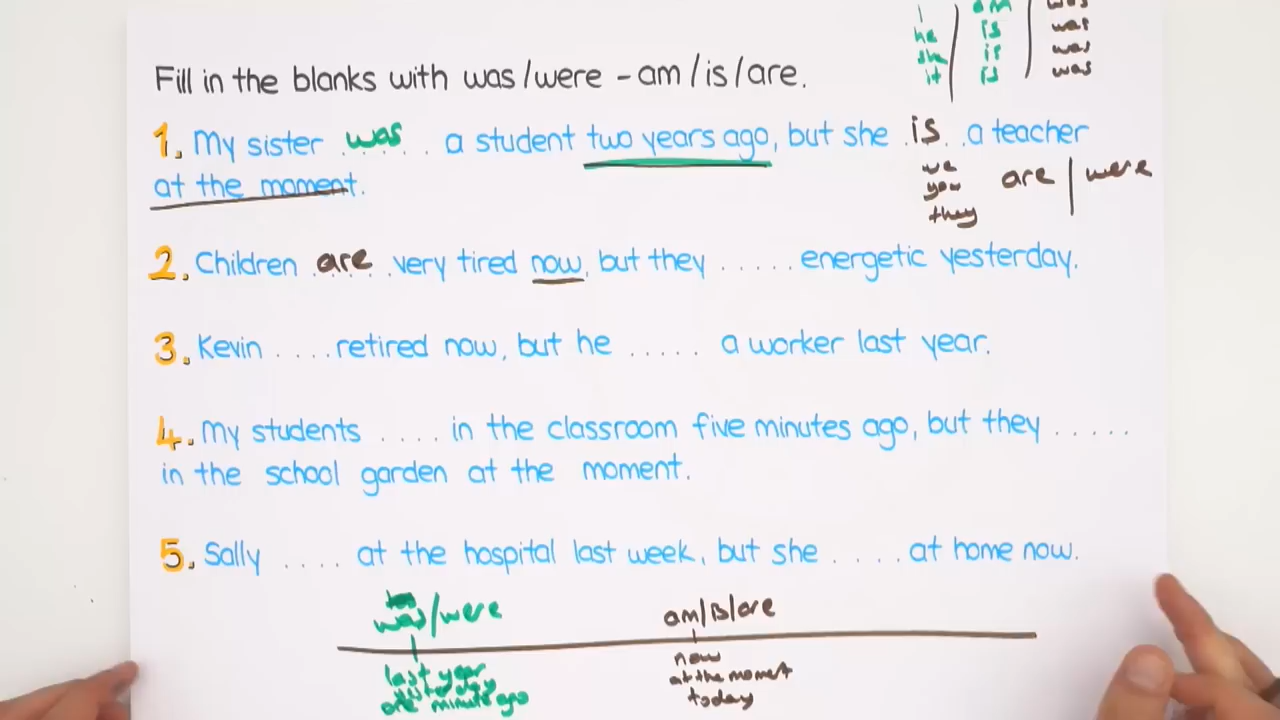 I am was
he is was
she is was
it is was
Fill in the blanks with was/were - am/is/are.
1. My sister was a student two years ago, but she is a teacher
at the moment.
we
you are | were
they
2. Children are very tired now, but they ..... energetic yesterday.
3. Kevin .... retired now, but he ..... a worker last year.
4. My students .... in the classroom five minutes ago, but they .....
in the school garden at the moment.
5. Sally .... at the hospital last week, but she .... at home now.
was/were am/is/are
last year now
at the moment
minute ago today